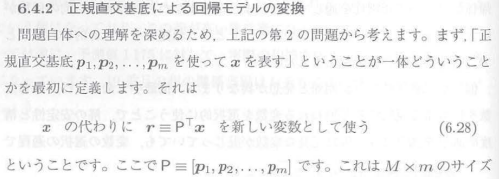 6.4.2 正規直交基底による回帰モデルの変換
問題自体への理解を深めるため、上記の第2の問題から考えます。まず、「正
規直交基底 p₁, p₂, …, pₘ を使って x を表す」ということが一体どういうこと
かを最初に定義します。それは
x の代わりに r ≡ Pᵀx を新しい変数として使う (6.28)
ということです。ここで P ≡ [p₁, p₂, …, pₘ] です。これは M × m のサイズ